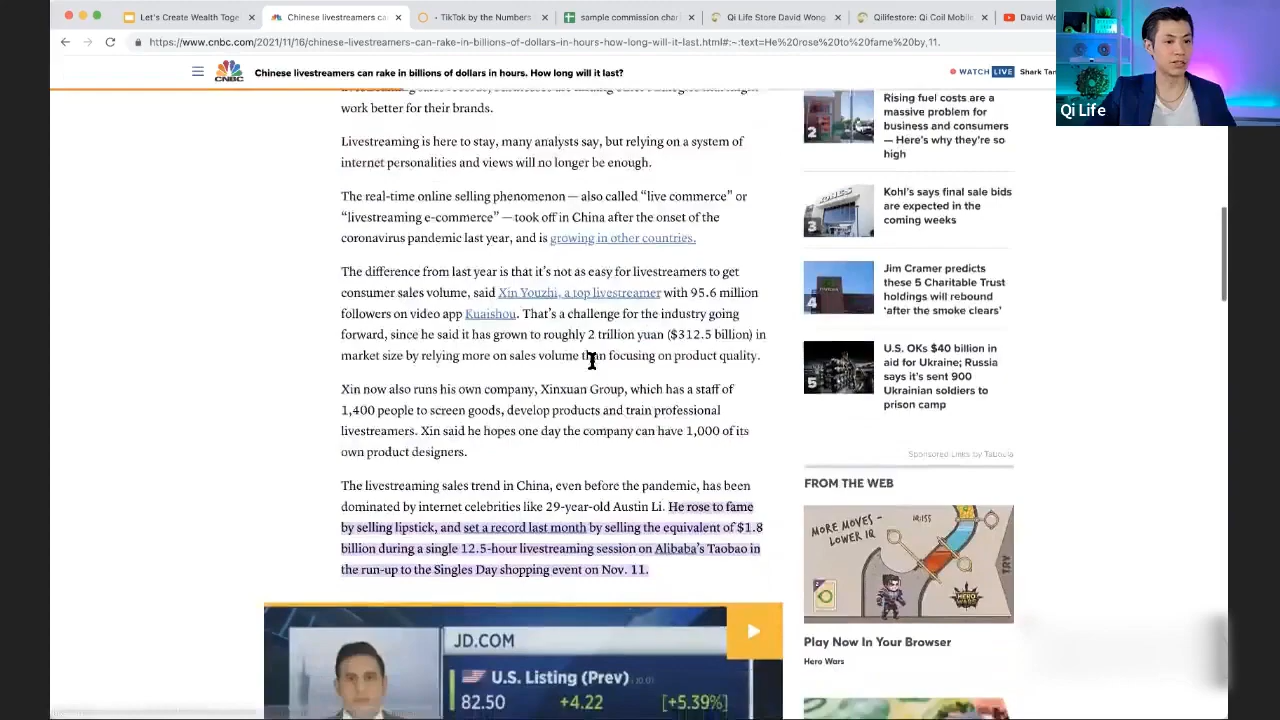 Let's Create Wealth Toge
Chinese livestreamers ca
TikTok by the Numbers
sample commission char
Qi Life Store David Wong
Qilifestore: Qi Coil Mobile
David Wo
https://www.cnbc.com/2021/11/16/chinese-livestreamers-can-rake-in-billions-of-dollars-in-hours-how-long-will-it-last.html#:~:text=He%20rose%20to%20fame%20by,11.
CNBC
Chinese livestreamers can rake in billions of dollars in hours. How long will it last?
WATCH LIVE
Shark Tan
Qi Life
work better for their brands.
Livestreaming is here to stay, many analysts say, but relying on a system of
internet personalities and views will no longer be enough.
The real-time online selling phenomenon — also called “live commerce” or
“livestreaming e-commerce” — took off in China after the onset of the
coronavirus pandemic last year, and is growing in other countries.
The difference from last year is that it’s not as easy for livestreamers to get
consumer sales volume, said Xin Youzhi, a top livestreamer with 95.6 million
followers on video app Kuaishou. That’s a challenge for the industry going
forward, since he said it has grown to roughly 2 trillion yuan ($312.5 billion) in
market size by relying more on sales volume than focusing on product quality.
Xin now also runs his own company, Xinxuan Group, which has a staff of
1,400 people to screen goods, develop products and train professional
livestreamers. Xin said he hopes one day the company can have 1,000 of its
own product designers.
The livestreaming sales trend in China, even before the pandemic, has been
dominated by internet celebrities like 29-year-old Austin Li. He rose to fame
by selling lipstick, and set a record last month by selling the equivalent of $1.8
billion during a single 12.5-hour livestreaming session on Alibaba’s Taobao in
the run-up to the Singles Day shopping event on Nov. 11.
JD.COM
U.S. Listing (Prev)
82.50 +4.22 [+5.39%]
2
Rising fuel costs are a
massive problem for
business and consumers
— Here’s why they’re so
high
3
Kohl’s says final sale bids
are expected in the
coming weeks
4
Jim Cramer predicts
these 5 Charitable Trust
holdings will rebound
‘after the smoke clears’
5
U.S. OKs $40 billion in
aid for Ukraine; Russia
says it’s sent 900
Ukrainian soldiers to
prison camp
Sponsored Links by Taboola
FROM THE WEB
MORE MOVES -
LOWER IQ
TRY
HERO WARS
Play Now In Your Browser
Hero Wars